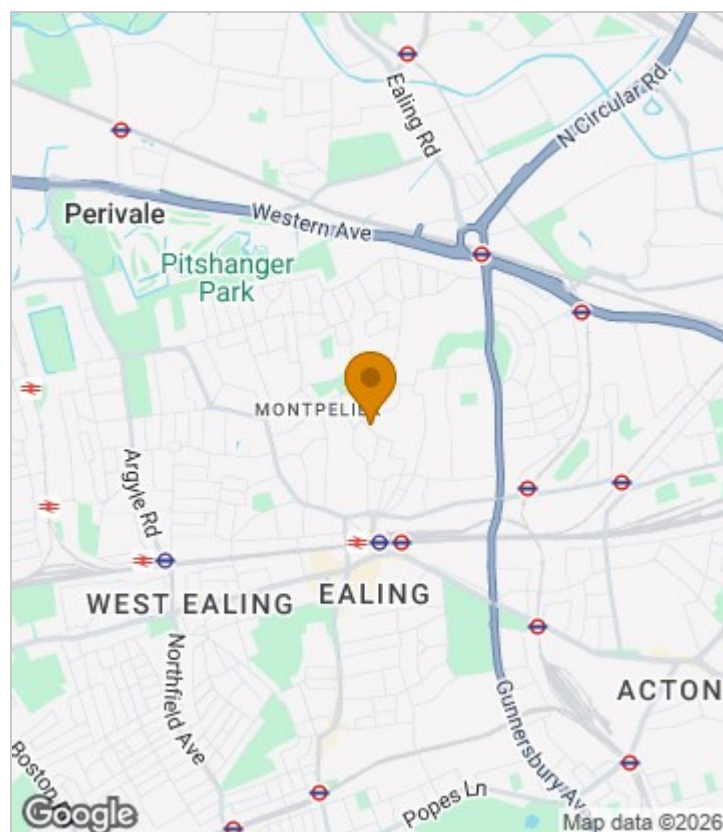 Ealing Rd
N Circular Rd
Perivale
Western Ave
Pitshanger
Park
MONTPELIE
Argyle Rd
WEST EALING
EALING
Northfield Ave
ACTON
Gunnersbury Av
Boston
Popes Ln
Google
Map data ©2026